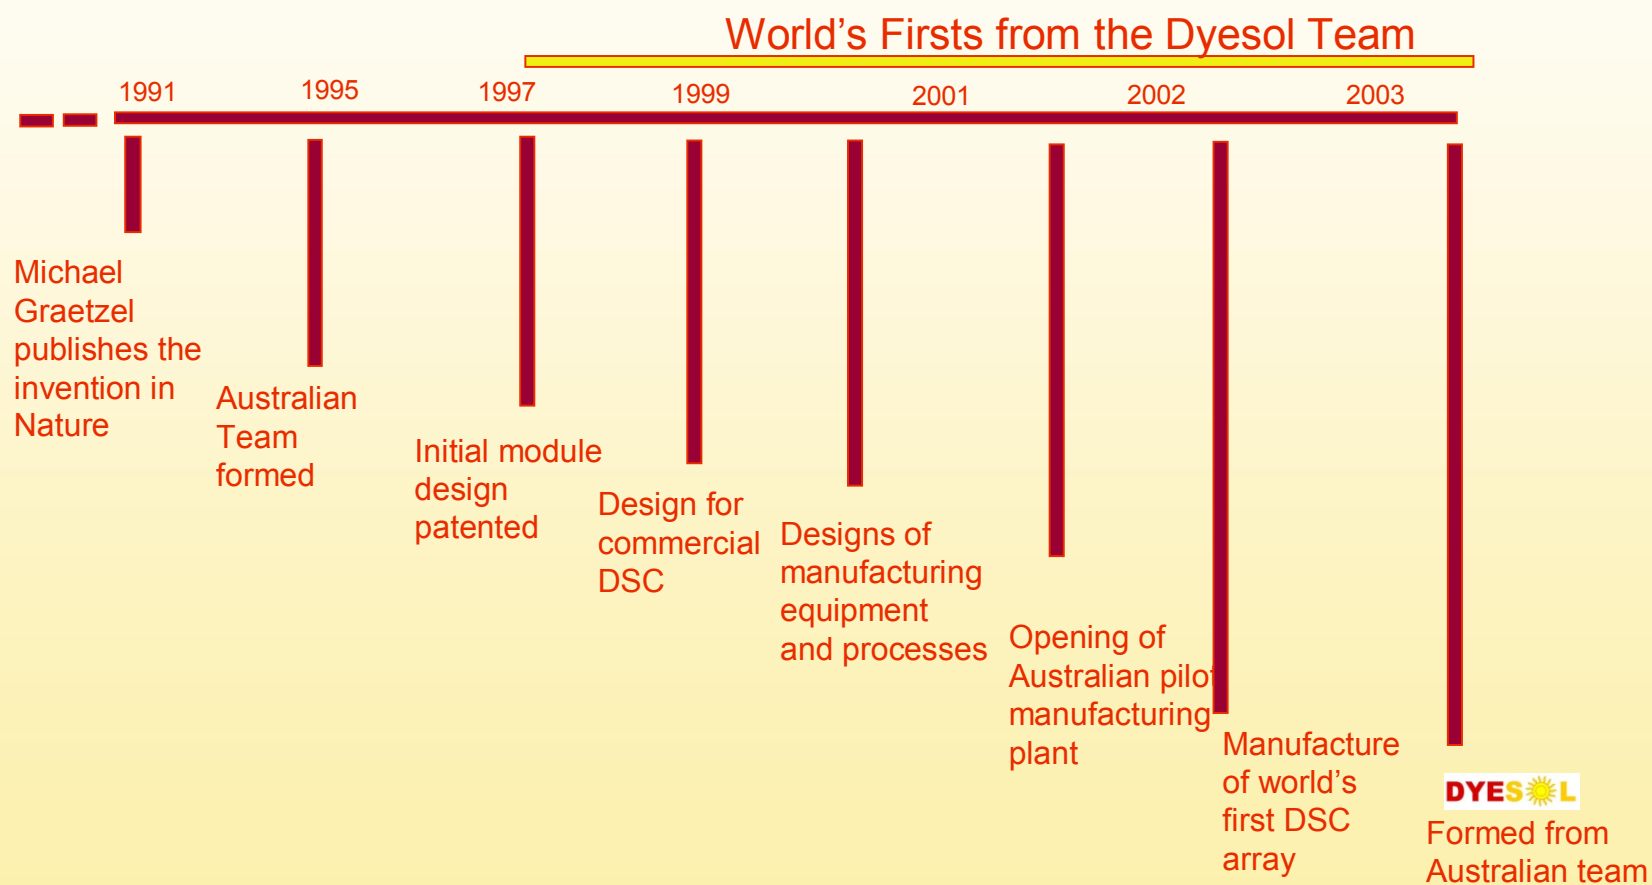 World’s Firsts from the Dyesol Team
1991
1995
1997
1999
2001
2002
2003
Michael
Graetzel
publishes the
invention in
Nature
Australian
Team
formed
Initial module
design
patented
Design for
commercial
DSC
Designs of
manufacturing
equipment
and processes
Opening of
Australian pilot
manufacturing
plant
Manufacture
of world’s
first DSC
array
DYESOL
Formed from
Australian team